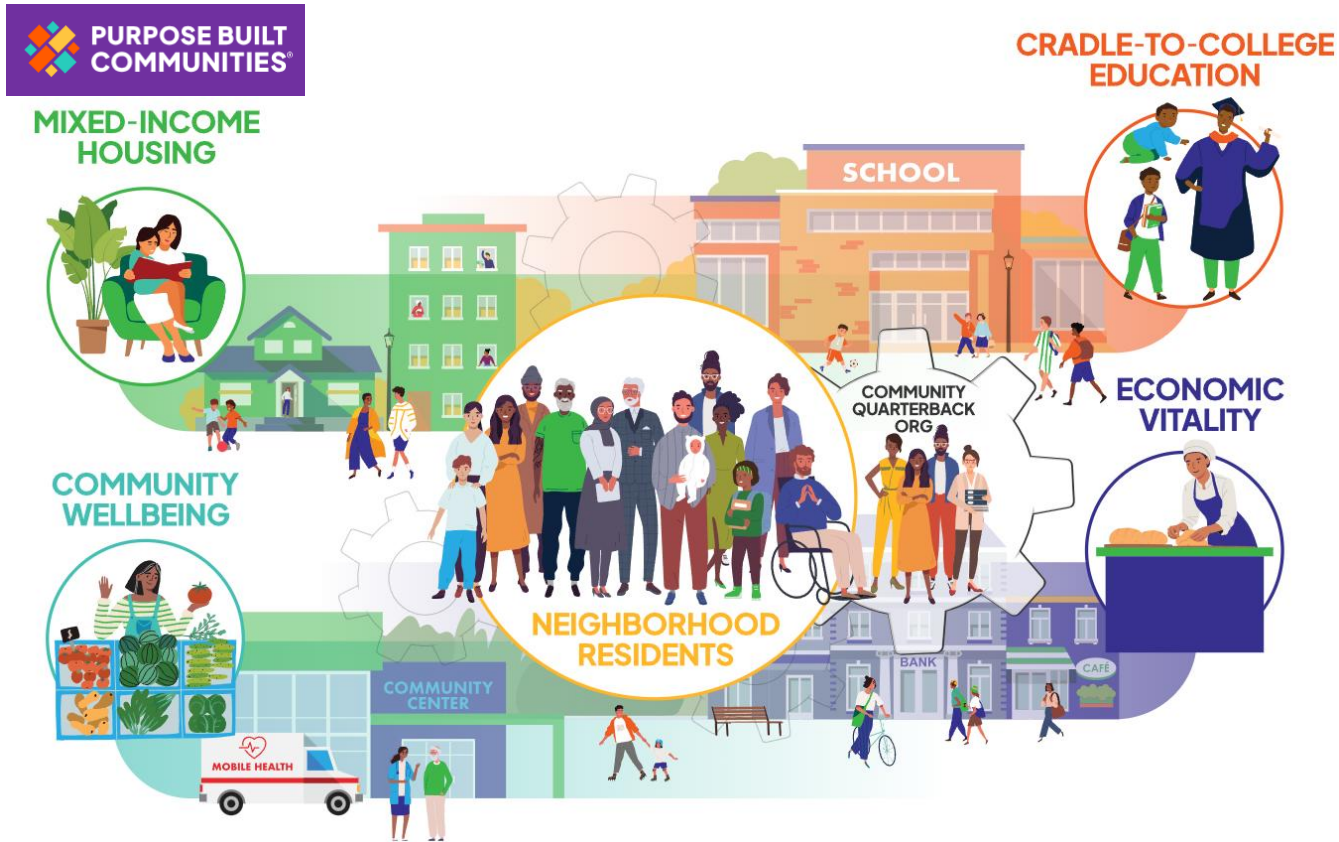 PURPOSE BUILT
COMMUNITIES®
MIXED-INCOME
HOUSING
CRADLE-TO-COLLEGE
EDUCATION
SCHOOL
COMMUNITY
QUARTERBACK
ORG
ECONOMIC
VITALITY
COMMUNITY
WELLBEING
NEIGHBORHOOD
RESIDENTS
BANK
CAFÉ
COMMUNITY
CENTER
MOBILE HEALTH